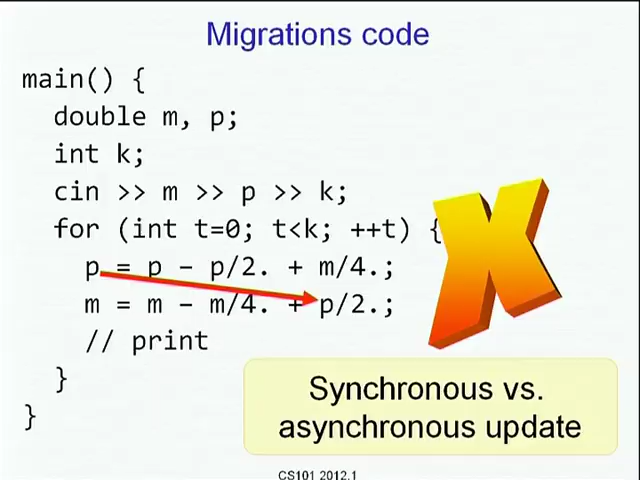 Migrations code
main() {
double m, p;
int k;
cin >> m >> p >> k;
for (int t=0; t<k; ++t) {
p = p – p/2. + m/4.;
m = m – m/4. + p/2.;
// print
}
}
X
Synchronous vs.
asynchronous update
CS101 2012.1